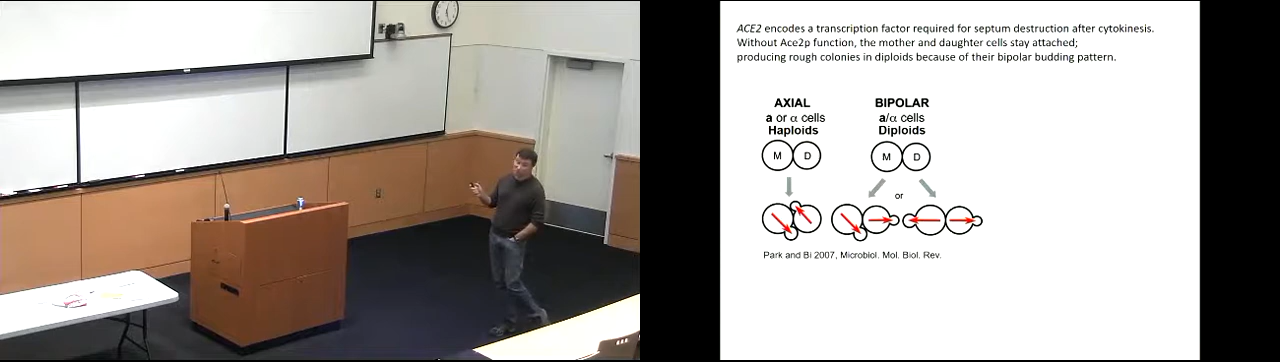 ACE2 encodes a transcription factor required for septum destruction after cytokinesis.
Without Ace2p function, the mother and daughter cells stay attached;
producing rough colonies in diploids because of their bipolar budding pattern.
AXIAL
a or α cells
Haploids
M D
BIPOLAR
a/α cells
Diploids
M D
or
Park and Bi 2007, Microbiol. Mol. Biol. Rev.